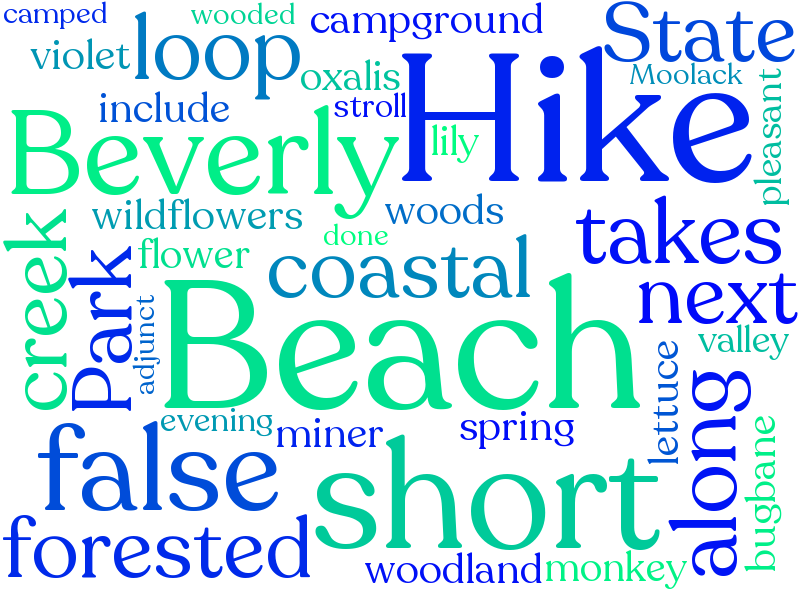 camped
wooded
campground
State
violet
loop
oxalis
Hike
Moolack
include
stroll
pleasant
Beverly
lily
wildflowers
woods
takes
creek
Park
flower
done
coastal
next
adjunct
Beach
valley
lettuce
along
evening
miner
spring
bugbane
false
short
forested
woodland
monkey